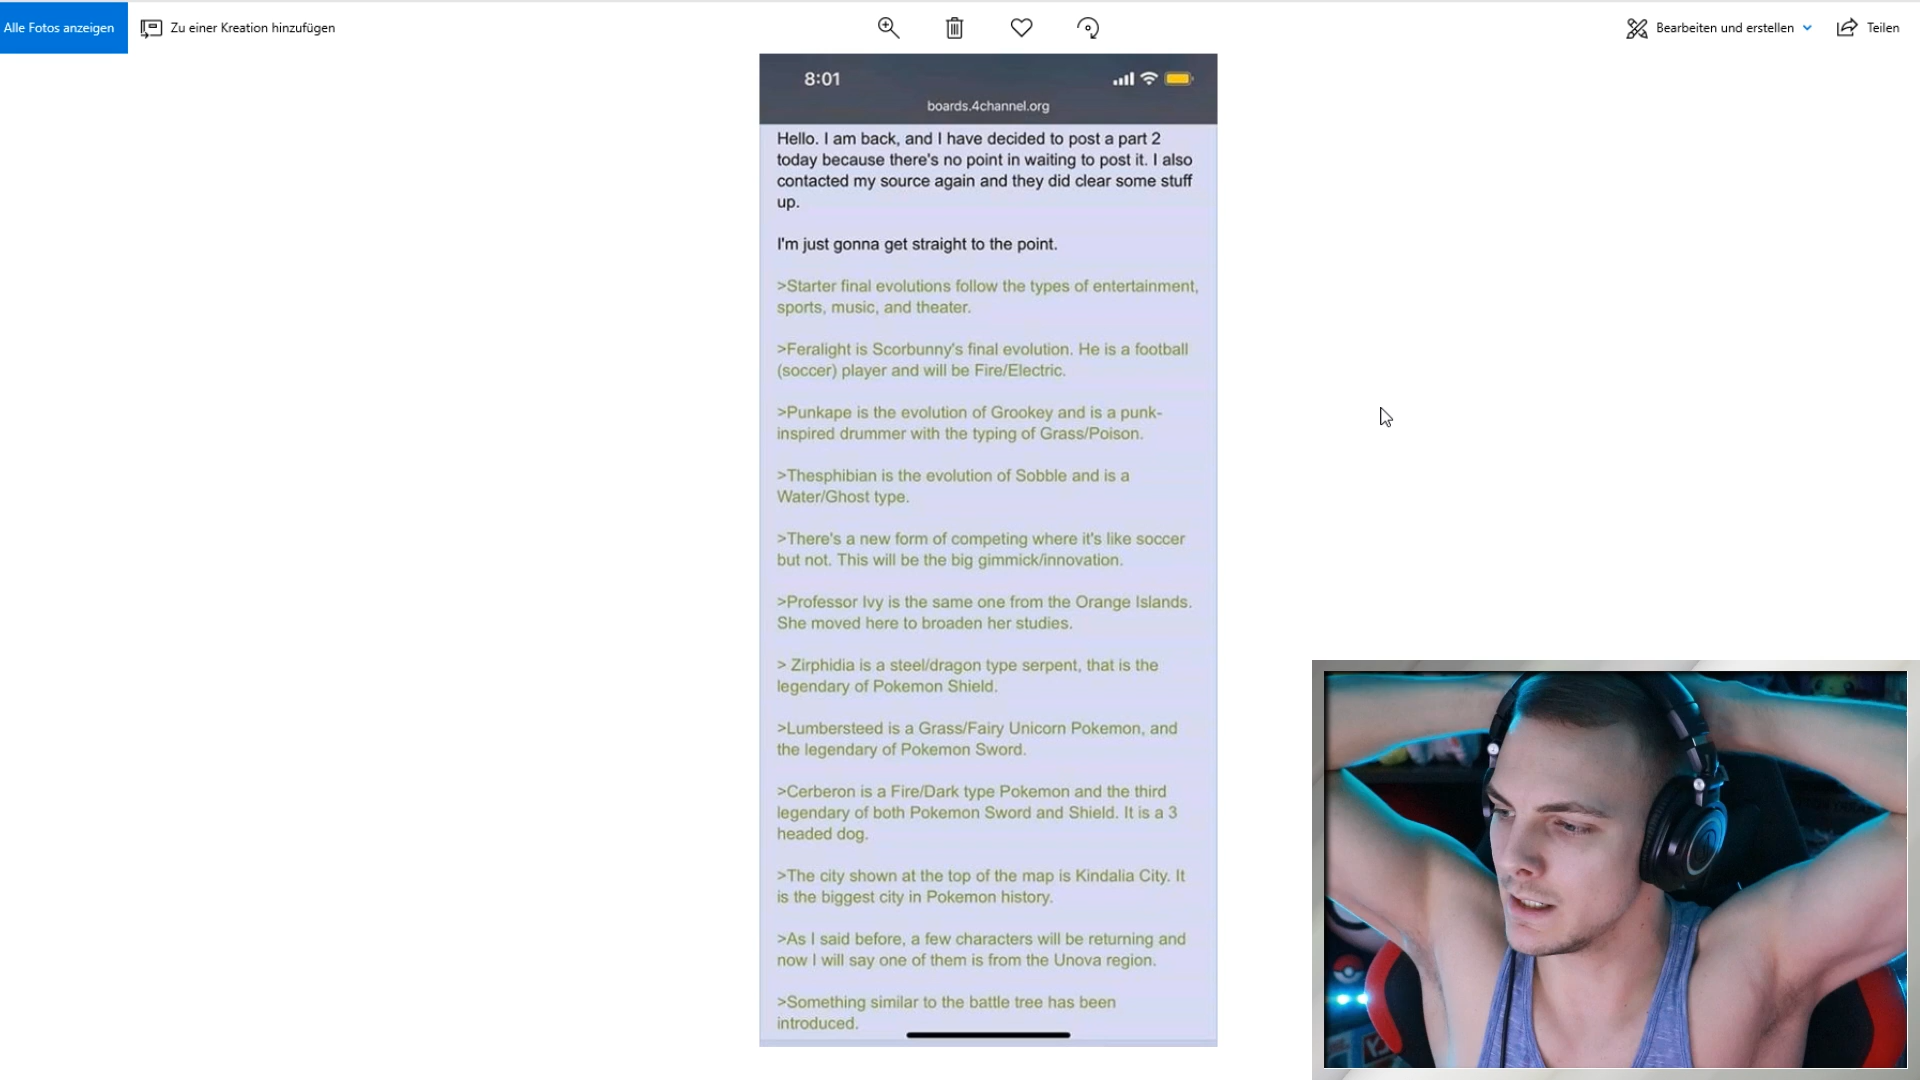 Alle Fotos anzeigen
Zu einer Kreation hinzufügen
Bearbeiten und erstellen
Teilen
8:01
boards.4channel.org
Hello. I am back, and I have decided to post a part 2
today because there's no point in waiting to post it. I also
contacted my source again and they did clear some stuff
up.
I'm just gonna get straight to the point.
>Starter final evolutions follow the types of entertainment,
sports, music, and theater.
>Feralight is Scorbunny's final evolution. He is a football
(soccer) player and will be Fire/Electric.
>Punkape is the evolution of Grookey and is a punk-
inspired drummer with the typing of Grass/Poison.
>Thesphibian is the evolution of Sobble and is a
Water/Ghost type.
>There's a new form of competing where it's like soccer
but not. This will be the big gimmick/innovation.
>Professor Ivy is the same one from the Orange Islands.
She moved here to broaden her studies.
> Zirphidia is a steel/dragon type serpent, that is the
legendary of Pokemon Shield.
>Lumbersteed is a Grass/Fairy Unicorn Pokemon, and
the legendary of Pokemon Sword.
>Cerberon is a Fire/Dark type Pokemon and the third
legendary of both Pokemon Sword and Shield. It is a 3
headed dog.
>The city shown at the top of the map is Kindalia City. It
is the biggest city in Pokemon history.
>As I said before, a few characters will be returning and
now I will say one of them is from the Unova region.
>Something similar to the battle tree has been
introduced.